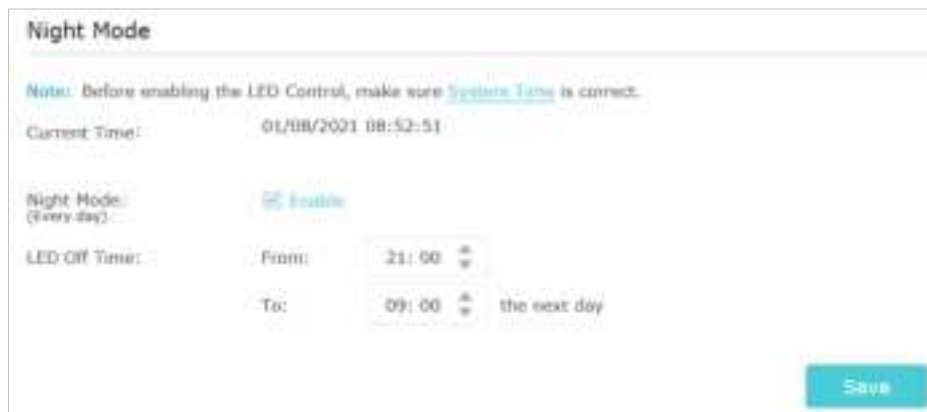 Night Mode
Note: Before enabling the LED Control, make sure System Time is correct.
Current Time: 01/08/2021 08:52:51
Night Mode: Enable
(Every day)
LED Off Time: From: 21: 00
To: 09: 00 the next day
Save